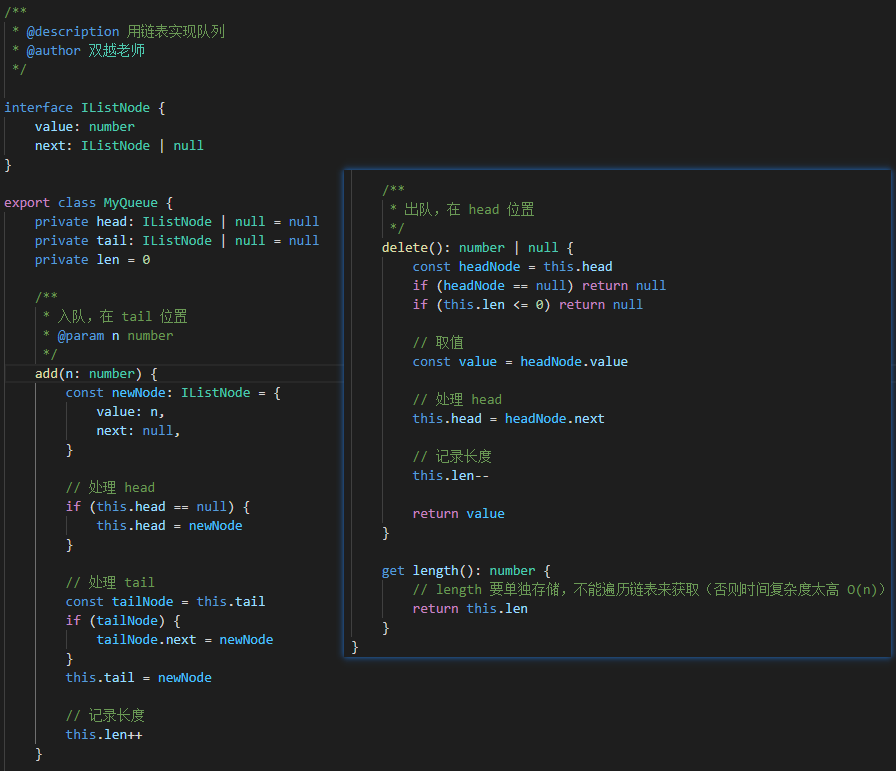 /**
 * @description 用链表实现队列
 * @author 双越老师
 */
interface IListNode {
    value: number
    next: IListNode | null
}
export class MyQueue {
    private head: IListNode | null = null
    private tail: IListNode | null = null
    private len = 0
    /**
     * 入队，在 tail 位置
     * @param n number
     */
    add(n: number) {
        const newNode: IListNode = {
            value: n,
            next: null,
        }
        // 处理 head
        if (this.head == null) {
            this.head = newNode
        }
        // 处理 tail
        const tailNode = this.tail
        if (tailNode) {
            tailNode.next = newNode
        }
        this.tail = newNode
        // 记录长度
        this.len++
    }
    /**
     * 出队，在 head 位置
     */
    delete(): number | null {
        const headNode = this.head
        if (headNode == null) return null
        if (this.len <= 0) return null
        // 取值
        const value = headNode.value
        // 处理 head
        this.head = headNode.next
        // 记录长度
        this.len--
        return value
    }
    get length(): number {
        // length 要单独存储，不能遍历链表来获取（否则时间复杂度太高 O(n)）
        return this.len
    }
}